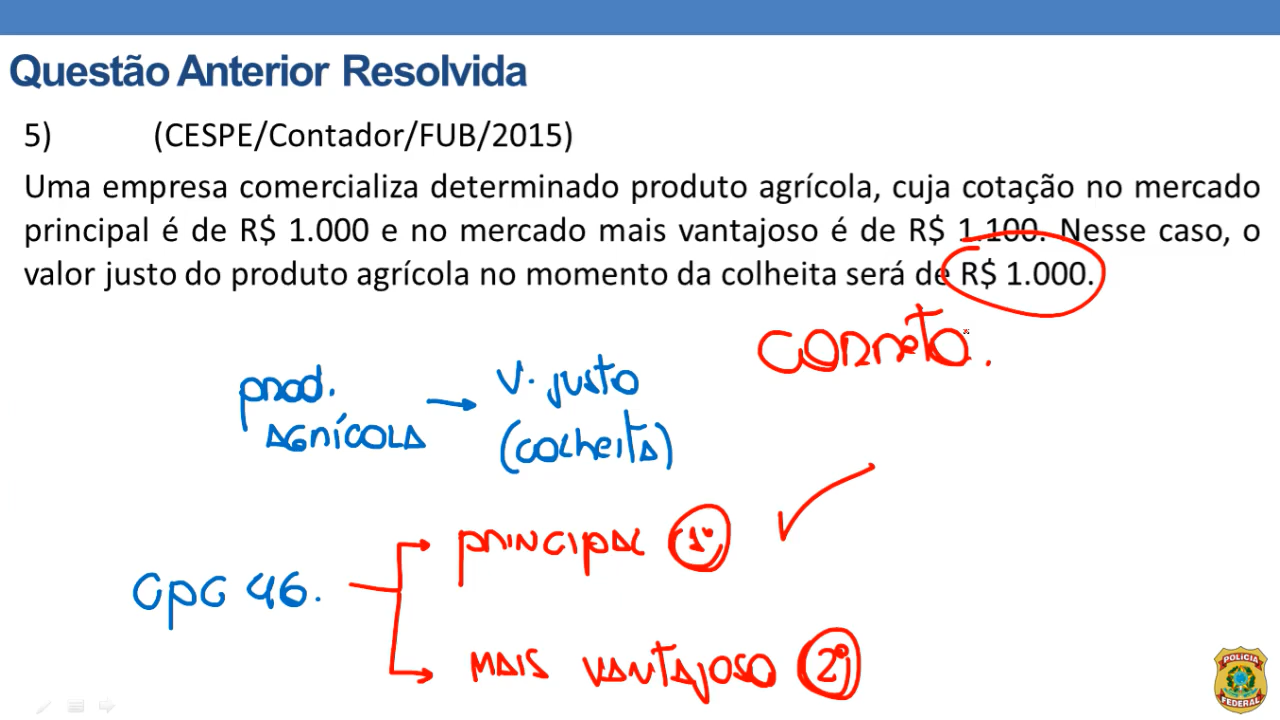 Questão Anterior Resolvida
5) (CESPE/Contador/FUB/2015)
Uma empresa comercializa determinado produto agrícola, cuja cotação no mercado
principal é de R$ 1.000 e no mercado mais vantajoso é de R$ 1.100. Nesse caso, o
valor justo do produto agrícola no momento da colheita será de R$ 1.000.
correto.
prod. AGRÍCOLA
V. justo (colheita)
PRINCIPAL 1º
CPC 46.
MAIS VANTAJOSO 2º
POLÍCIA
FEDERAL